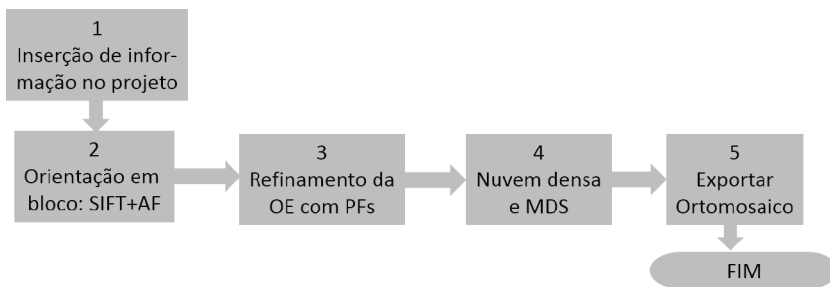 1
Inserção de infor-
mação no projeto
2
Orientação em
bloco: SIFT+AF
3
Refinamento da
OE com PFs
4
Nuvem densa
e MDS
5
Exportar
Ortomosaico
FIM